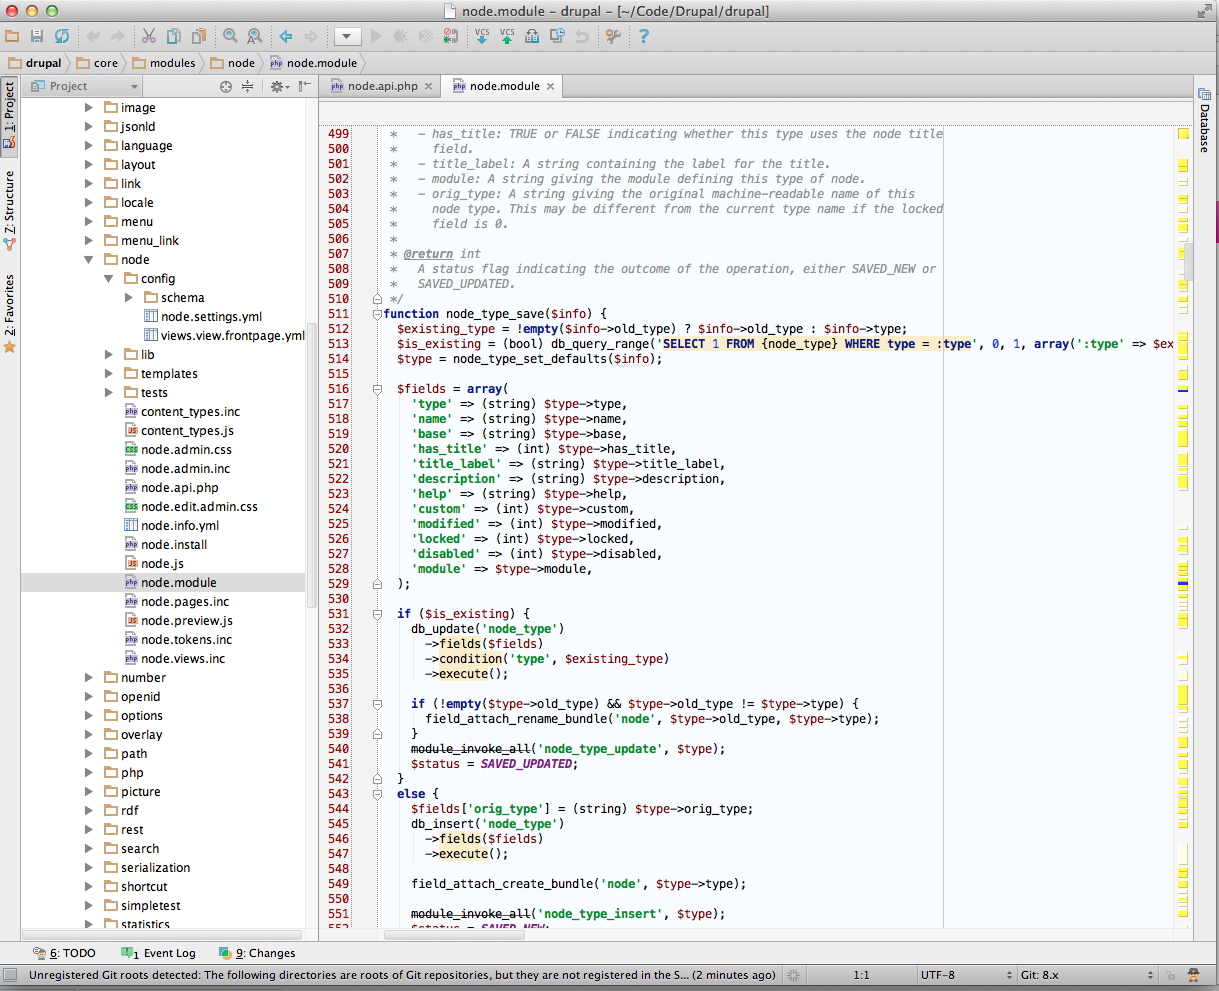 node.module - drupal - [~/Code/Drupal/drupal]
VCS VCS
drupal core modules node node.module
Project node.api.php node.module
1: Project
Z: Structure
2: Favorites
Database
image
jsonld
language
layout
link
locale
menu
menu_link
node
config
schema
node.settings.yml
views.view.frontpage.yml
lib
templates
tests
content_types.inc
content_types.js
node.admin.css
node.admin.inc
node.api.php
node.edit.admin.css
node.info.yml
node.install
node.js
node.module
node.pages.inc
node.preview.js
node.tokens.inc
node.views.inc
number
openid
options
overlay
path
php
picture
rdf
rest
search
serialization
shortcut
simpletest
statistics
499 *   - has_title: TRUE or FALSE indicating whether this type uses the node title
500 *     field.
501 *   - title_label: A string containing the label for the title.
502 *   - module: A string giving the module defining this type of node.
503 *   - orig_type: A string giving the original machine-readable name of this
504 *     node type. This may be different from the current type name if the locked
505 *     field is 0.
506 *
507 * @return int
508 *   A status flag indicating the outcome of the operation, either SAVED_NEW or
509 *   SAVED_UPDATED.
510 */
511 function node_type_save($info) {
512   $existing_type = !empty($info->old_type) ? $info->old_type : $info->type;
513   $is_existing = (bool) db_query_range('SELECT 1 FROM {node_type} WHERE type = :type', 0, 1, array(':type' => $ex
514   $type = node_type_set_defaults($info);
515
516   $fields = array(
517     'type' => (string) $type->type,
518     'name' => (string) $type->name,
519     'base' => (string) $type->base,
520     'has_title' => (int) $type->has_title,
521     'title_label' => (string) $type->title_label,
522     'description' => (string) $type->description,
523     'help' => (string) $type->help,
524     'custom' => (int) $type->custom,
525     'modified' => (int) $type->modified,
526     'locked' => (int) $type->locked,
527     'disabled' => (int) $type->disabled,
528     'module' => $type->module,
529   );
530
531   if ($is_existing) {
532     db_update('node_type')
533       ->fields($fields)
534       ->condition('type', $existing_type)
535       ->execute();
536
537     if (!empty($type->old_type) && $type->old_type != $type->type) {
538       field_attach_rename_bundle('node', $type->old_type, $type->type);
539     }
540     module_invoke_all('node_type_update', $type);
541     $status = SAVED_UPDATED;
542   }
543   else {
544     $fields['orig_type'] = (string) $type->orig_type;
545     db_insert('node_type')
546       ->fields($fields)
547       ->execute();
548
549     field_attach_create_bundle('node', $type->type);
550
551     module_invoke_all('node_type_insert', $type);
552     $status = SAVED_NEW;
6: TODO 1 Event Log 9: Changes
Unregistered Git roots detected: The following directories are roots of Git repositories, but they are not registered in the S... (2 minutes ago) 1:1 UTF-8 Git: 8.x